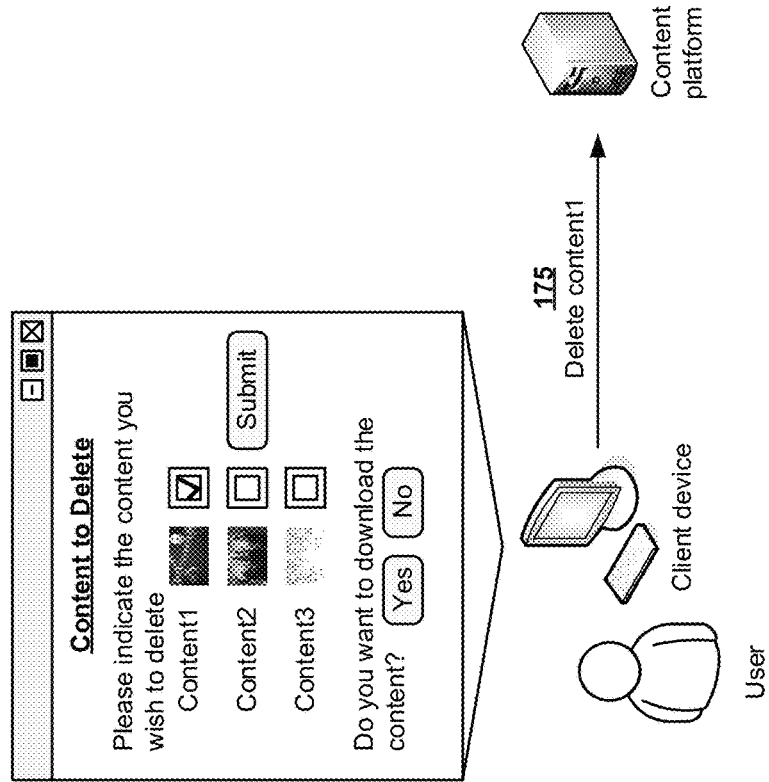 Content to Delete
Please indicate the content you
wish to delete
Content1
Content2
Submit
Content3
Do you want to download the
content?
Yes
No
175
Delete content1
User
Client device
Content
platform